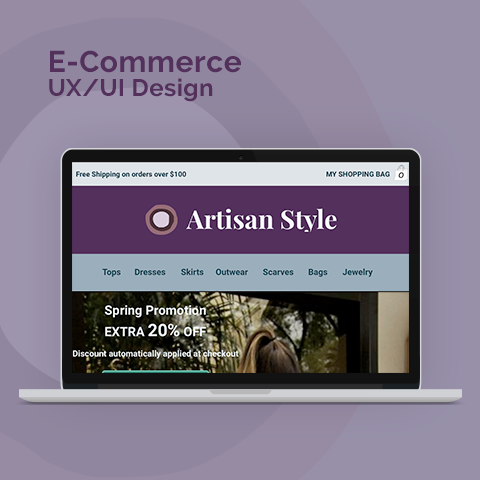 E-Commerce
UX/UI Design
Free Shipping on orders over $100
MY SHOPPING BAG
0
Artisan Style
Tops Dresses Skirts Outwear Scarves Bags Jewelry
Spring Promotion
EXTRA 20% OFF
Discount automatically applied at checkout